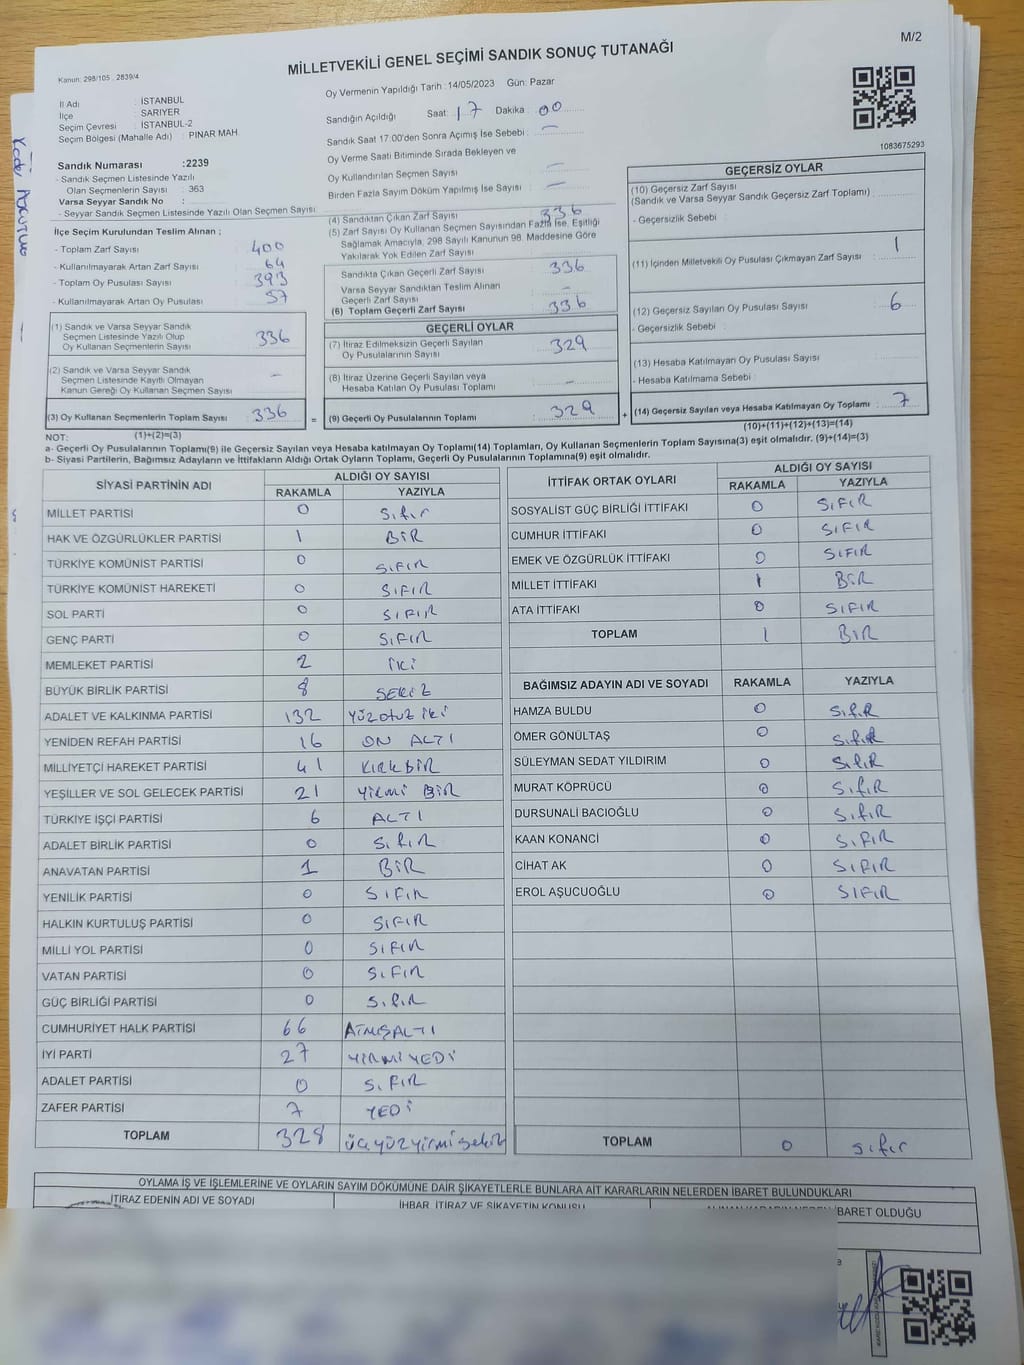 M/2
MİLLETVEKİLİ GENEL SEÇİMİ SANDIK SONUÇ TUTANAĞI
Kanun: 298/105 , 2839/4
İl Adı : İSTANBUL
İlçe : SARIYER
Seçim Çevresi : İSTANBUL-2
Seçim Bölgesi (Mahalle Adı) : PINAR MAH.
Oy Vermenin Yapıldığı Tarih : 14/05/2023 Gün: Pazar
Sandığın Açıldığı Saat: 17 Dakika : 00
Sandık Saat 17:00'den Sonra Açımış İse Sebebi : —
Oy Verme Saati Bitiminde Sırada Bekleyen ve
Oy Kullandırılan Seçmen Sayısı : —
Birden Fazla Sayım Döküm Yapılmış İse Sayısı : —
1083675293
Sandık Numarası : 2239
- Sandık Seçmen Listesinde Yazılı
Olan Seçmenlerin Sayısı : 363
Varsa Seyyar Sandık No :
- Seyyar Sandık Seçmen Listesinde Yazılı Olan Seçmen Sayısı :
İlçe Seçim Kurulundan Teslim Alınan ;
- Toplam Zarf Sayısı : 400
- Kullanılmayarak Artan Zarf Sayısı : 64
- Toplam Oy Pusulası Sayısı : 393
- Kullanılmayarak Artan Oy Pusulası : 57
(1) Sandık ve Varsa Seyyar Sandık
Seçmen Listesinde Yazılı Olup
Oy Kullanan Seçmenlerin Sayısı : 336
(2) Sandık ve Varsa Seyyar Sandık
Seçmen Listesinde Kayıtlı Olmayan
Kanun Gereği Oy Kullanan Seçmen Sayısı : —
(3) Oy Kullanan Seçmenlerin Toplam Sayısı : 336
(1)+(2)=(3)
(4) Sandıktan Çıkan Zarf Sayısı : 336
(5) Zarf Sayısı Oy Kullanan Seçmen Sayısından Fazla İse, Eşitliği
Sağlamak Amacıyla, 298 Sayılı Kanunun 98. Maddesine Göre
Yakılarak Yok Edilen Zarf Sayısı :
Sandıkta Çıkan Geçerli Zarf Sayısı : 336
Varsa Seyyar Sandıktan Teslim Alınan
Geçerli Zarf Sayısı : —
(6) Toplam Geçerli Zarf Sayısı : 336
GEÇERLİ OYLAR
(7) İtiraz Edilmeksizin Geçerli Sayılan
Oy Pusulalarının Sayısı : 329
(8) İtiraz Üzerine Geçerli Sayılan veya
Hesaba Katılan Oy Pusulası Toplamı : —
= (9) Geçerli Oy Pusulalarının Toplamı : 329
GEÇERSİZ OYLAR
(10) Geçersiz Zarf Sayısı
(Sandık ve Varsa Seyyar Sandık Geçersiz Zarf Toplamı) :
- Geçersizlik Sebebi :
(11) İçinden Milletvekili Oy Pusulası Çıkmayan Zarf Sayısı : 1
(12) Geçersiz Sayılan Oy Pusulası Sayısı : 6
- Geçersizlik Sebebi :
(13) Hesaba Katılmayan Oy Pusulası Sayısı :
- Hesaba Katılmama Sebebi :
+ (14) Geçersiz Sayılan veya Hesaba Katılmayan Oy Toplamı : 7
(10)+(11)+(12)+(13)=(14)
NOT:
a- Geçerli Oy Pusulalarının Toplamı(9) ile Geçersiz Sayılan veya Hesaba katılmayan Oy Toplamı(14) Toplamları, Oy Kullanan Seçmenlerin Toplam Sayısına(3) eşit olmalıdır. (9)+(14)=(3)
b- Siyasi Partilerin, Bağımsız Adayların ve İttifakların Aldığı Ortak Oyların Toplamı, Geçerli Oy Pusulalarının Toplamına(9) eşit olmalıdır.
SİYASİ PARTİNİN ADI ALDIĞI OY SAYISI
RAKAMLA YAZIYLA
MİLLET PARTİSİ 0 Sıfır
HAK VE ÖZGÜRLÜKLER PARTİSİ 1 BİR
TÜRKİYE KOMÜNİST PARTİSİ 0 SIFIR
TÜRKİYE KOMÜNİST HAREKETİ 0 SIFIR
SOL PARTİ 0 SIFIR
GENÇ PARTİ 0 SIFIR
MEMLEKET PARTİSİ 2 İKİ
BÜYÜK BİRLİK PARTİSİ 8 SEKİZ
ADALET VE KALKINMA PARTİSİ 132 Yüzotuz iki
YENİDEN REFAH PARTİSİ 16 ON ALTI
MİLLİYETÇİ HAREKET PARTİSİ 41 KIRKBİR
YEŞİLLER VE SOL GELECEK PARTİSİ 21 YİRMİ BİR
TÜRKİYE İŞÇİ PARTİSİ 6 ALTI
ADALET BİRLİK PARTİSİ 0 SıfıR
ANAVATAN PARTİSİ 1 BİR
YENİLİK PARTİSİ 0 SIFIR
HALKIN KURTULUŞ PARTİSİ 0 SIFIR
MİLLİ YOL PARTİSİ 0 SIFIR
VATAN PARTİSİ 0 SIFIR
GÜÇ BİRLİĞİ PARTİSİ 0 SıfıR
CUMHURİYET HALK PARTİSİ 66 ATMIŞALTI
İYİ PARTİ 27 YİRMİYEDİ
ADALET PARTİSİ 0 SIFIR
ZAFER PARTİSİ 7 YEDİ
TOPLAM 328 üçyüzyirmisekiz
İTTİFAK ORTAK OYLARI ALDIĞI OY SAYISI
RAKAMLA YAZIYLA
SOSYALİST GÜÇ BİRLİĞİ İTTİFAKI 0 SIFIR
CUMHUR İTTİFAKI 0 SIFIR
EMEK VE ÖZGÜRLÜK İTTİFAKI 0 SIFIR
MİLLET İTTİFAKI 1 BİR
ATA İTTİFAKI 0 SIFIR
TOPLAM 1 BİR
BAĞIMSIZ ADAYIN ADI VE SOYADI RAKAMLA YAZIYLA
HAMZA BULDU 0 SıfıR
ÖMER GÖNÜLTAŞ 0 SıfıR
SÜLEYMAN SEDAT YILDIRIM 0 SıfıR
MURAT KÖPRÜCÜ 0 SıfıR
DURSUNALİ BACIOĞLU 0 SıfıR
KAAN KONANCİ 0 SIFIR
CİHAT AK 0 SIFIR
EROL AŞUCUOĞLU 0 SIFIR
TOPLAM 0 sıfır
OYLAMA İŞ VE İŞLEMLERİNE VE OYLARIN SAYIM DÖKÜMÜNE DAİR ŞİKAYETLERLE BUNLARA AİT KARARLARIN NELERDEN İBARET BULUNDUKLARI
İTİRAZ EDENİN ADI VE SOYADI
İHBAR, İTİRAZ VE ŞİKAYETİN KONUSU
İBARET OLDUĞU